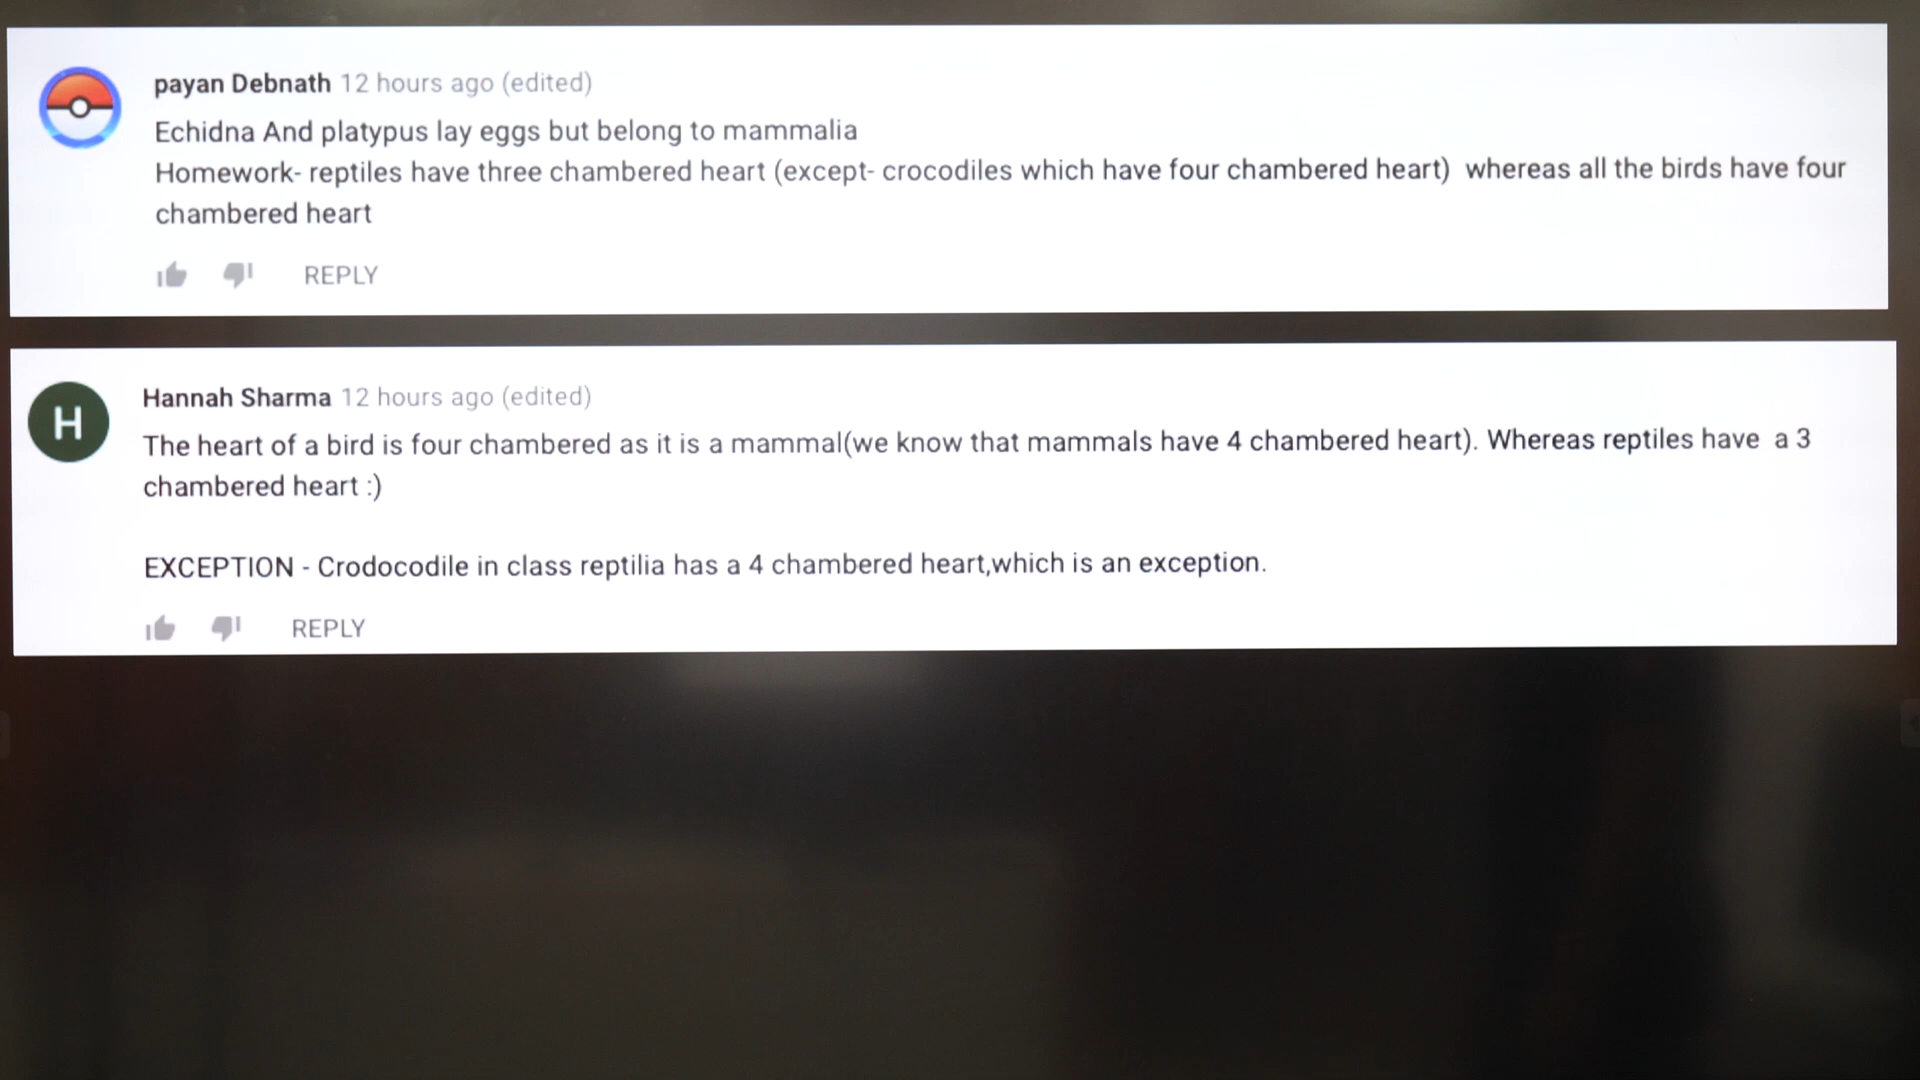 payan Debnath 12 hours ago (edited)
Echidna And platypus lay eggs but belong to mammalia
Homework- reptiles have three chambered heart (except- crocodiles which have four chambered heart)  whereas all the birds have four
chambered heart
REPLY
H
Hannah Sharma 12 hours ago (edited)
The heart of a bird is four chambered as it is a mammal(we know that mammals have 4 chambered heart). Whereas reptiles have  a 3
chambered heart :)
EXCEPTION - Crodocodile in class reptilia has a 4 chambered heart,which is an exception.
REPLY